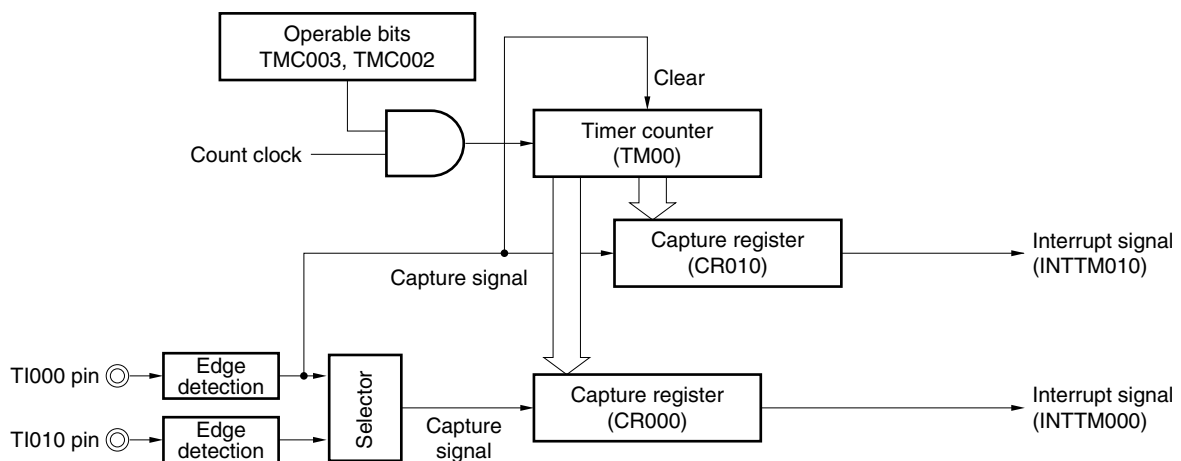 Operable bits
TMC003, TMC002
Clear
Timer counter
(TM00)
Count clock
Capture register
(CR010)
Interrupt signal
(INTTM010)
Capture signal
TI000 pin
Edge
detection
Selector
Capture register
(CR000)
Interrupt signal
(INTTM000)
TI010 pin
Edge
detection
Capture
signal